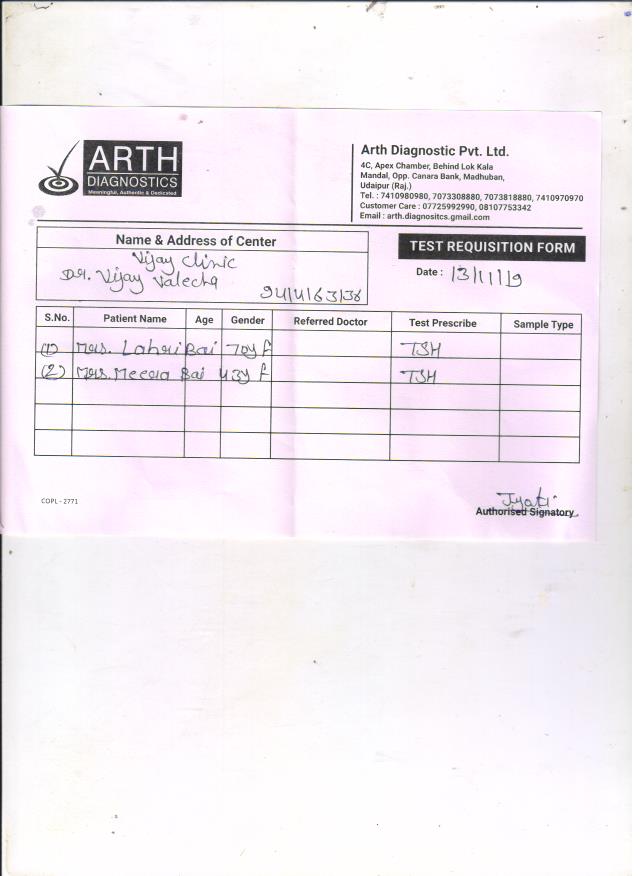 ARTH
DIAGNOSTICS
Meaningful, Authentic & Dedicated
Arth Diagnostic Pvt. Ltd.
4C, Apex Chamber, Behind Lok Kala
Mandal, Opp. Canara Bank, Madhuban,
Udaipur (Raj.)
Tel. : 7410980980, 7073308880, 7073818880, 7410970970
Customer Care : 07725992990, 08107753342
Email : arth.diagnositcs.gmail.com
Name & Address of Center
Vijay Clinic
Dr. Vijay Valecha
9414163136
TEST REQUISITION FORM
Date : 13/11/19
S.No. Patient Name Age Gender Referred Doctor Test Prescribe Sample Type
(1) Mrs. Lahri Bai 70y f TSH
(2) Mrs. Meera Bai 43y f TSH
COPL - 2771
Jyoti
Authorised Signatory